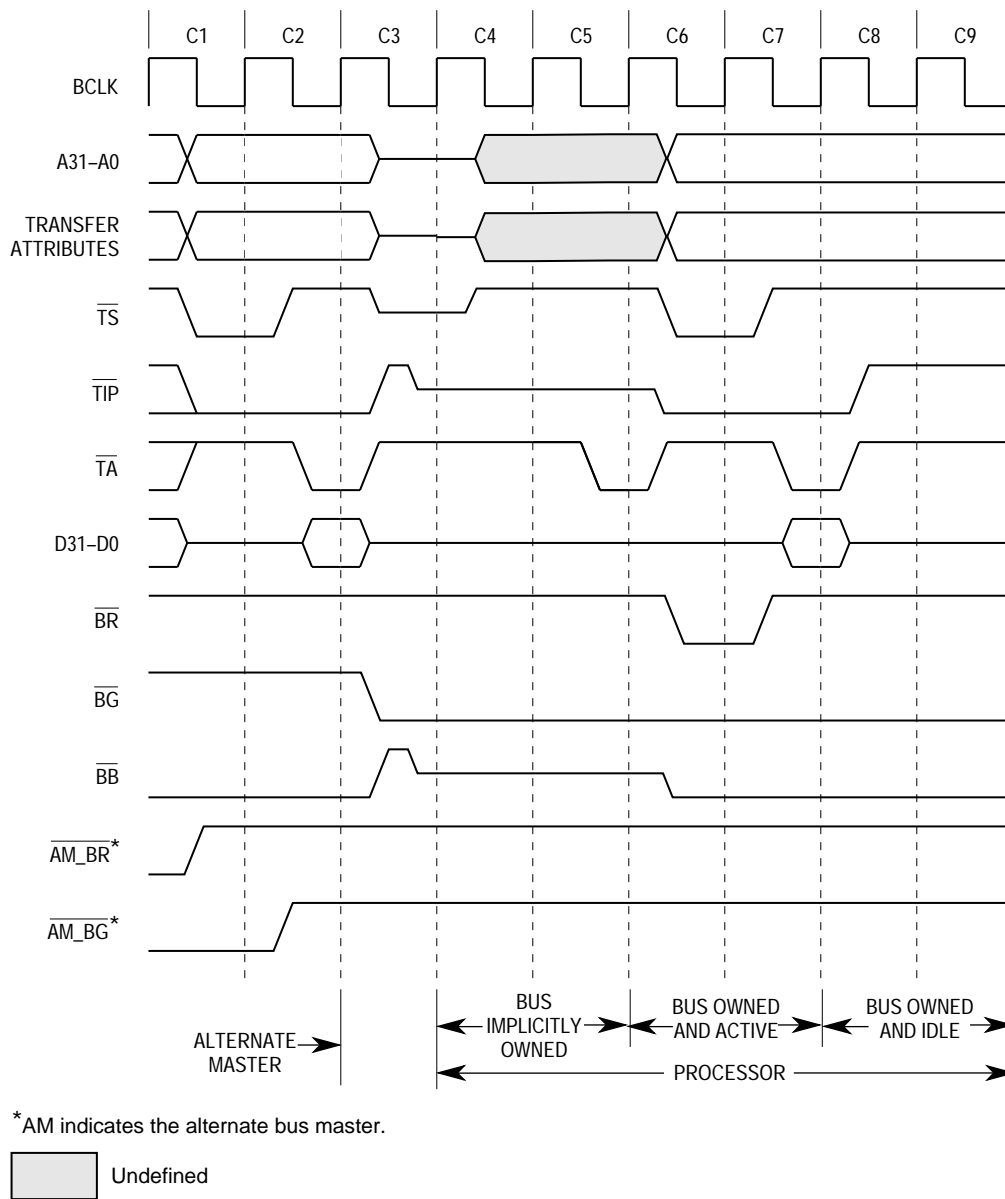 C1 C2 C3 C4 C5 C6 C7 C8 C9
BCLK
A31–A0
TRANSFER
ATTRIBUTES
TS
TIP
TA
D31–D0
BR
BG
BB
AM_BR*
AM_BG*
ALTERNATE
MASTER
BUS
IMPLICITLY
OWNED
BUS OWNED
AND ACTIVE
BUS OWNED
AND IDLE
PROCESSOR
*AM indicates the alternate bus master.
Undefined